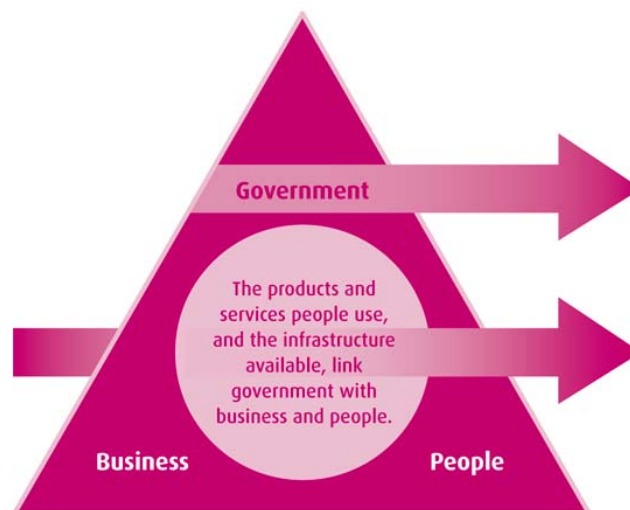 Government
The products and
services people use,
and the infrastructure
available, link
government with
business and people.
Business
People